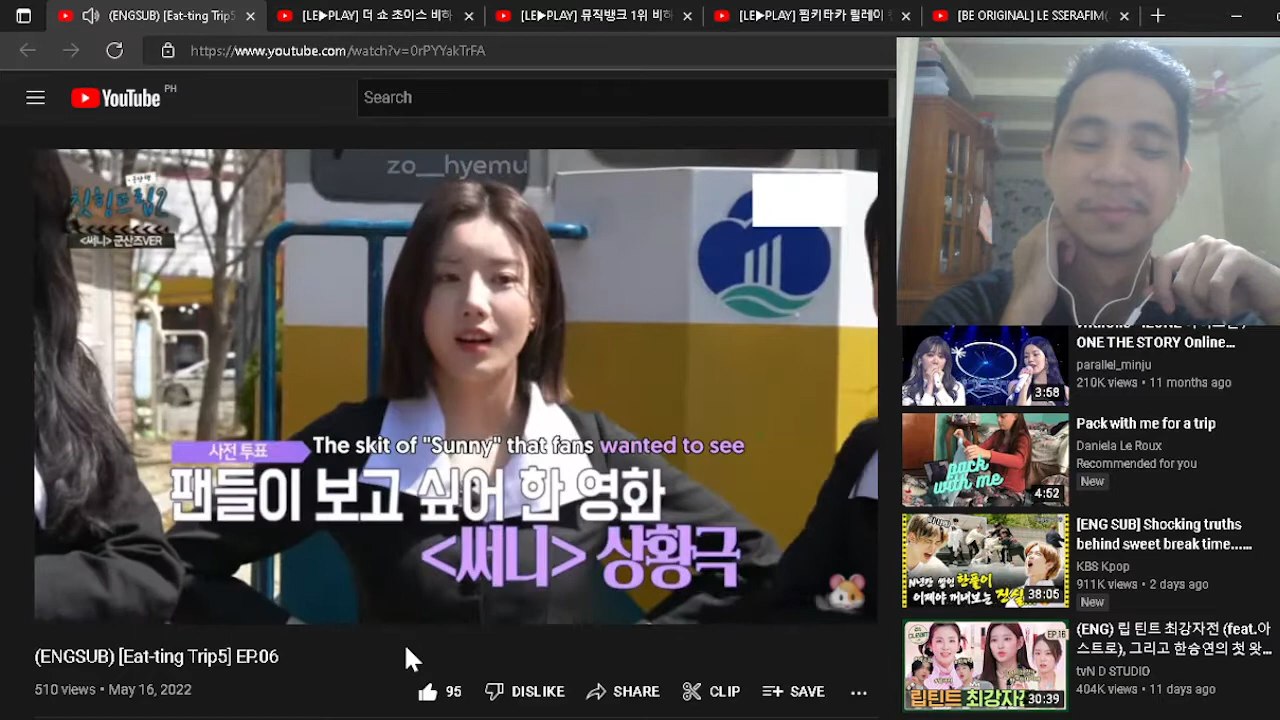 (ENGSUB) [Eat-ting Trip5
[LE▶PLAY] 더 쇼 초이스 비하
[LE▶PLAY] 뮤직뱅크 1위 비하
[LE▶PLAY] 핌키타카 릴레이
[BE ORIGINAL] LE SSERAFIM(
https://www.youtube.com/watch?v=0rPYYakTrFA
YouTube PH
Search
zo__hyemu
<써니> 군산즈VER
사전 투표
The skit of "Sunny" that fans wanted to see
팬들이 보고 싶어 한 영화
<써니> 상황극
(ENGSUB) [Eat-ting Trip5] EP.06
510 views • May 16, 2022
95
DISLIKE
SHARE
CLIP
SAVE
ONE THE STORY Online...
parallel_minju
210K views • 11 months ago
3:58
Pack with me for a trip
Daniela Le Roux
Recommended for you
New
pack
with me
4:52
[ENG SUB] Shocking truths
behind sweet break time......
KBS Kpop
911K views • 2 days ago
New
38:05
(ENG) 립 틴트 최강자전 (feat.아
스트로), 그리고 한승연의 첫 왓...
tvN D STUDIO
404K views • 11 days ago
EP.16
립틴트 최강자
30:39